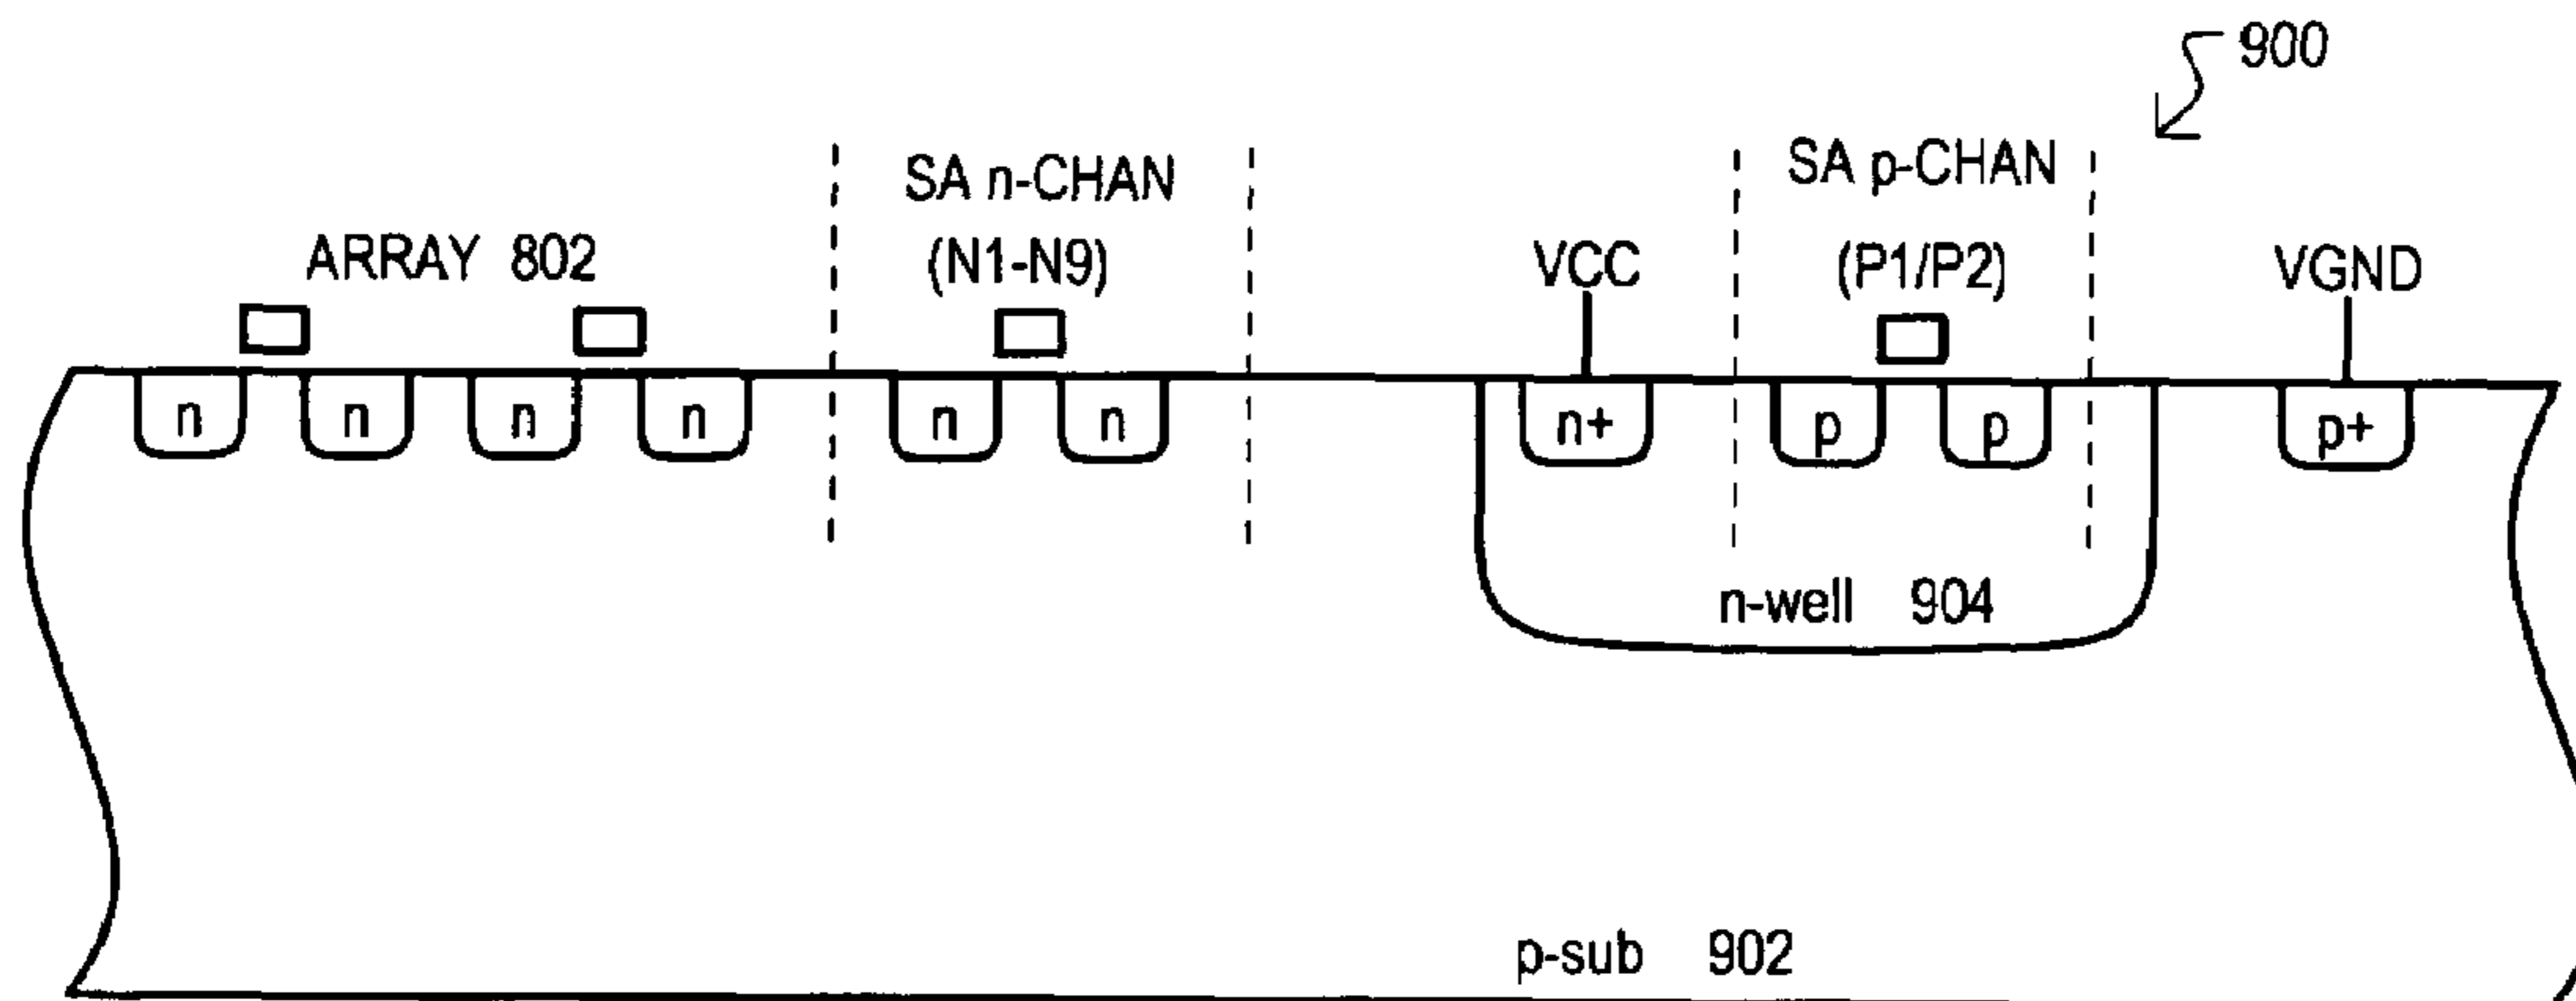 900
SA n-CHAN
(N1-N9)
SA p-CHAN
(P1/P2)
ARRAY 802
VCC
VGND
n n n n n n n+ p p p+
n-well 904
p-sub 902